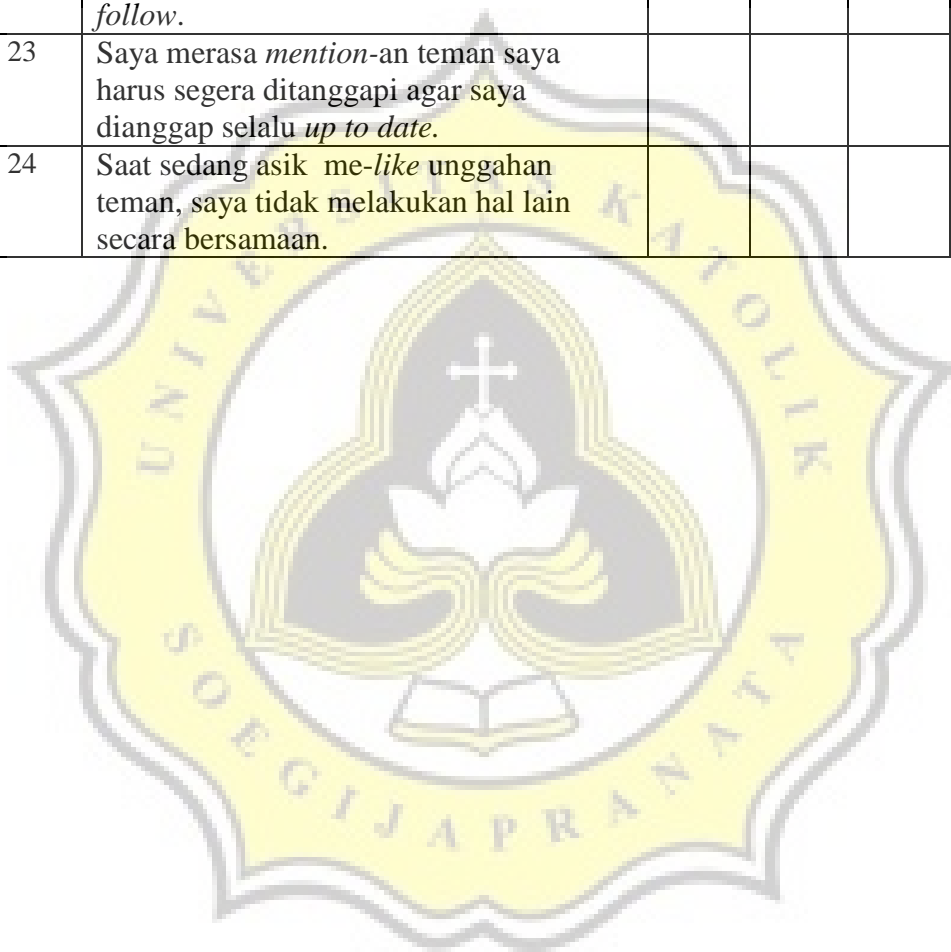 follow.
23 Saya merasa mention-an teman saya
harus segera ditanggapi agar saya
dianggap selalu up to date.
24 Saat sedang asik me-like unggahan
teman, saya tidak melakukan hal lain
secara bersamaan.
UNIVERSITAS KATOLIK
SOEGIJAPRANATA